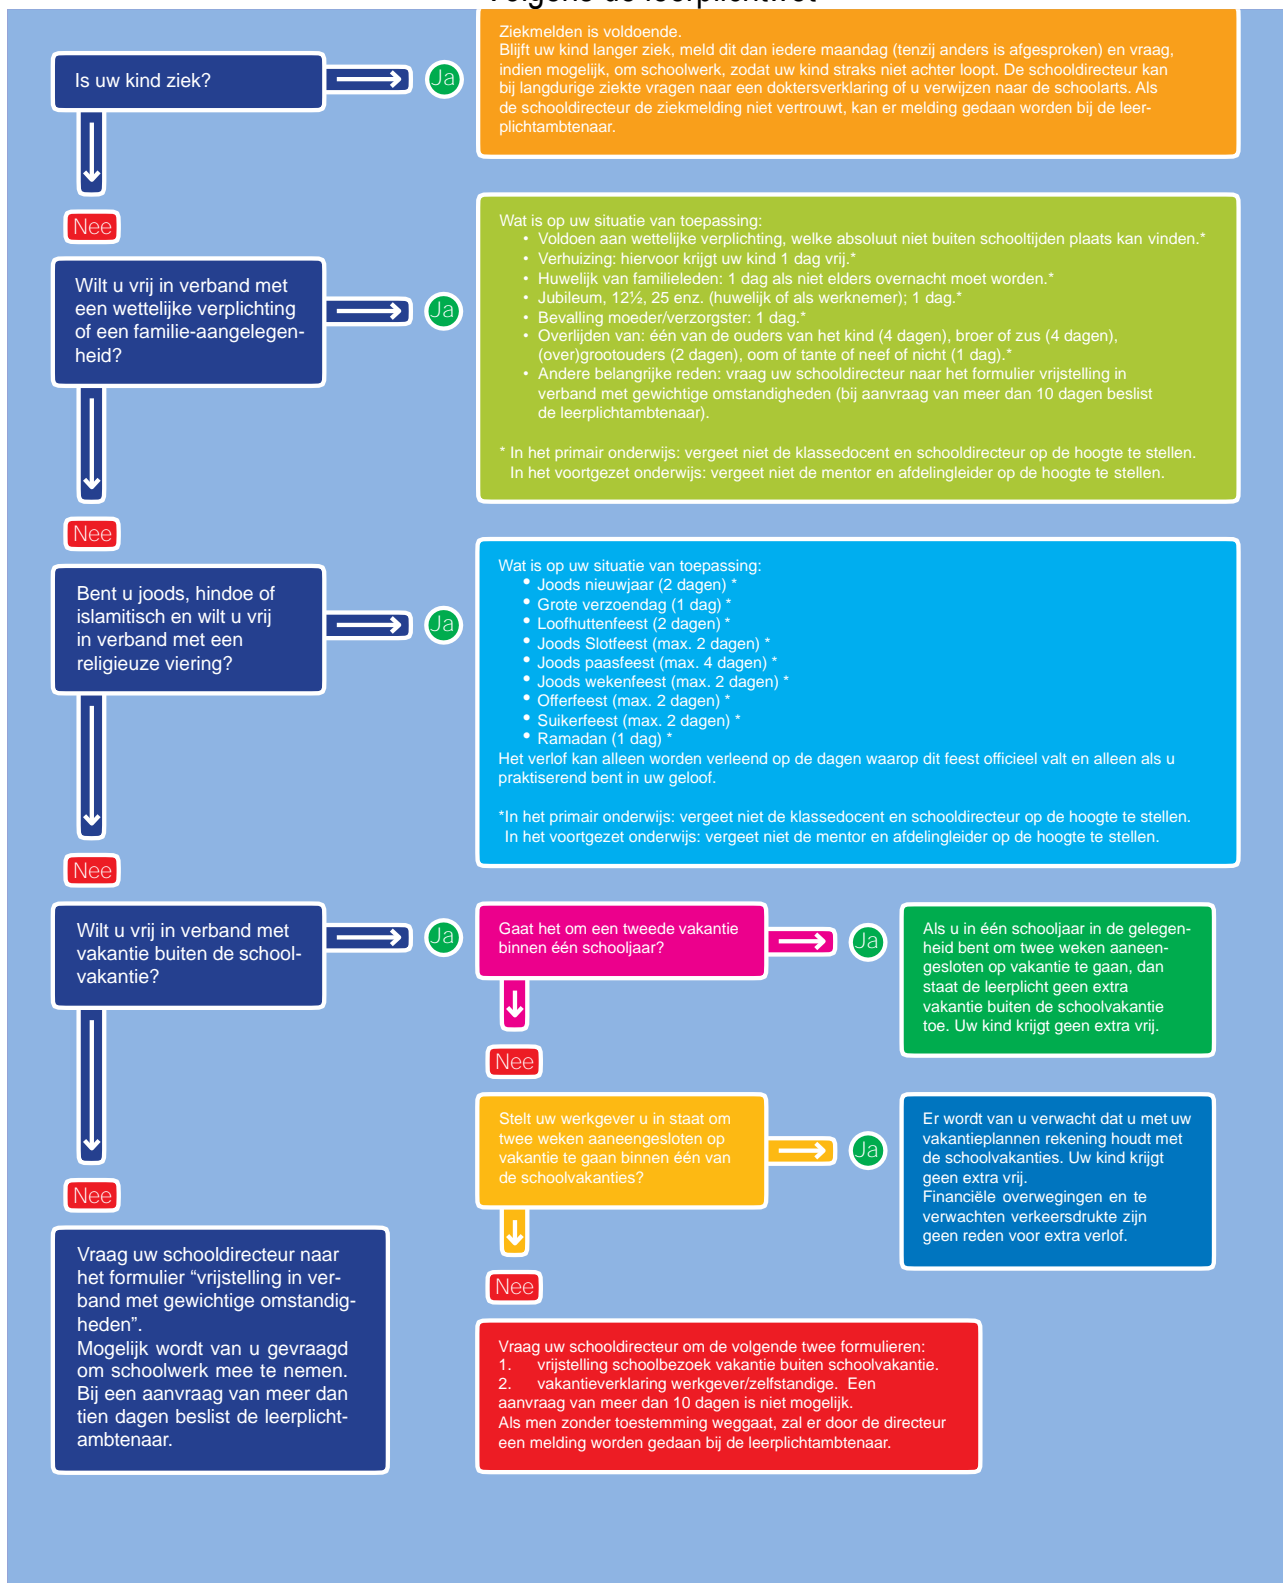 volgens de leerplichtwet
Is uw kind ziek?
Ja
Ziekmelden is voldoende.
Blijft uw kind langer ziek, meld dit dan iedere maandag (tenzij anders is afgesproken) en vraag,
indien mogelijk, om schoolwerk, zodat uw kind straks niet achter loopt. De schooldirecteur kan
bij langdurige ziekte vragen naar een doktersverklaring of u verwijzen naar de schoolarts. Als
de schooldirecteur de ziekmelding niet vertrouwt, kan er melding gedaan worden bij de leer-
plichtambtenaar.
Nee
Wilt u vrij in verband met
een wettelijke verplichting
of een familie-aangelegen-
heid?
Ja
Wat is op uw situatie van toepassing:
• Voldoen aan wettelijke verplichting, welke absoluut niet buiten schooltijden plaats kan vinden.*
• Verhuizing: hiervoor krijgt uw kind 1 dag vrij.*
• Huwelijk van familieleden: 1 dag als niet elders overnacht moet worden.*
• Jubileum, 12½, 25 enz. (huwelijk of als werknemer); 1 dag.*
• Bevalling moeder/verzorgster: 1 dag.*
• Overlijden van: één van de ouders van het kind (4 dagen), broer of zus (4 dagen),
(over)grootouders (2 dagen), oom of tante of neef of nicht (1 dag).*
• Andere belangrijke reden: vraag uw schooldirecteur naar het formulier vrijstelling in
verband met gewichtige omstandigheden (bij aanvraag van meer dan 10 dagen beslist
de leerplichtambtenaar).
* In het primair onderwijs: vergeet niet de klassedocent en schooldirecteur op de hoogte te stellen.
In het voortgezet onderwijs: vergeet niet de mentor en afdelingleider op de hoogte te stellen.
Nee
Bent u joods, hindoe of
islamitisch en wilt u vrij
in verband met een
religieuze viering?
Ja
Wat is op uw situatie van toepassing:
• Joods nieuwjaar (2 dagen) *
• Grote verzoendag (1 dag) *
• Loofhuttenfeest (2 dagen) *
• Joods Slotfeest (max. 2 dagen) *
• Joods paasfeest (max. 4 dagen) *
• Joods wekenfeest (max. 2 dagen) *
• Offerfeest (max. 2 dagen) *
• Suikerfeest (max. 2 dagen) *
• Ramadan (1 dag) *
Het verlof kan alleen worden verleend op de dagen waarop dit feest officieel valt en alleen als u
praktiserend bent in uw geloof.
*In het primair onderwijs: vergeet niet de klassedocent en schooldirecteur op de hoogte te stellen.
In het voortgezet onderwijs: vergeet niet de mentor en afdelingleider op de hoogte te stellen.
Nee
Wilt u vrij in verband met
vakantie buiten de school-
vakantie?
Ja
Gaat het om een tweede vakantie
binnen één schooljaar?
Ja
Als u in één schooljaar in de gelegen-
heid bent om twee weken aaneen-
gesloten op vakantie te gaan, dan
staat de leerplicht geen extra
vakantie buiten de schoolvakantie
toe. Uw kind krijgt geen extra vrij.
Nee
Stelt uw werkgever u in staat om
twee weken aaneengesloten op
vakantie te gaan binnen één van
de schoolvakanties?
Ja
Er wordt van u verwacht dat u met uw
vakantieplannen rekening houdt met
de schoolvakanties. Uw kind krijgt
geen extra vrij.
Financiële overwegingen en te
verwachten verkeersdrukte zijn
geen reden voor extra verlof.
Nee
Vraag uw schooldirecteur naar
het formulier “vrijstelling in ver-
band met gewichtige omstandig-
heden”.
Mogelijk wordt van u gevraagd
om schoolwerk mee te nemen.
Bij een aanvraag van meer dan
tien dagen beslist de leerplicht-
ambtenaar.
Nee
Vraag uw schooldirecteur om de volgende twee formulieren:
1. vrijstelling schoolbezoek vakantie buiten schoolvakantie.
2. vakantieverklaring werkgever/zelfstandige. Een
aanvraag van meer dan 10 dagen is niet mogelijk.
Als men zonder toestemming weggaat, zal er door de directeur
een melding worden gedaan bij de leerplichtambtenaar.